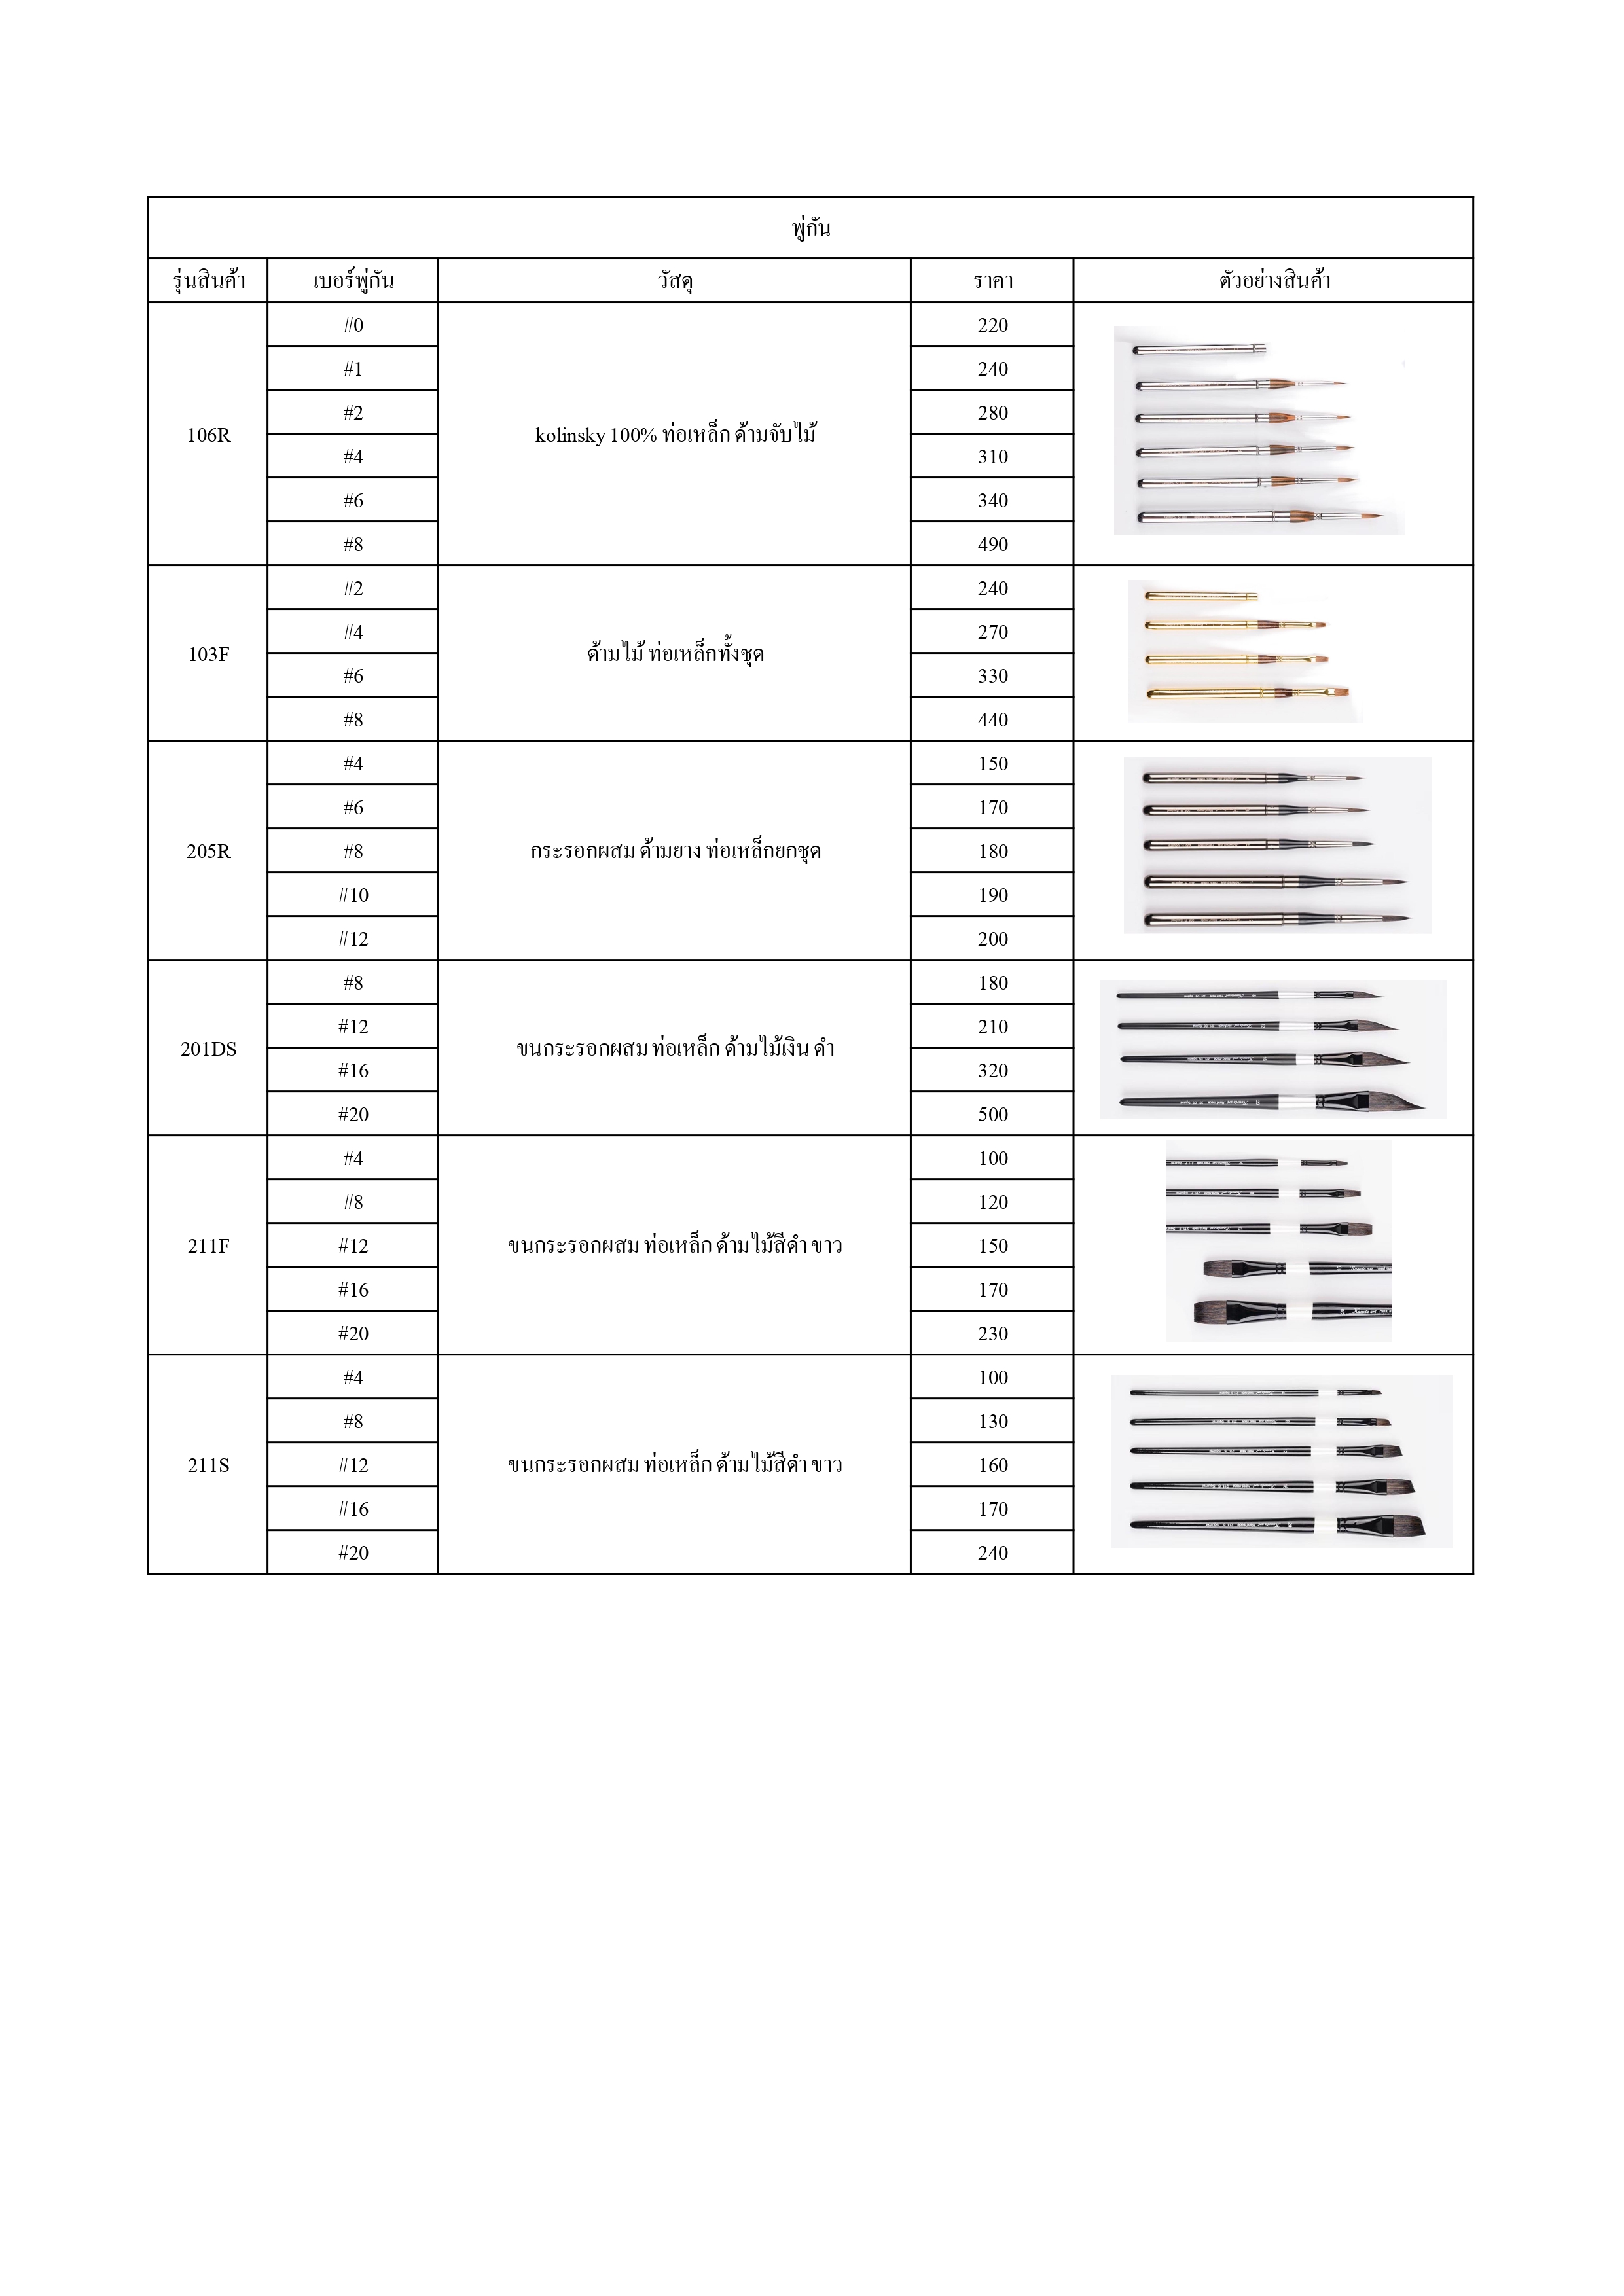 พู่กัน
รุ่นสินค้า เบอร์พู่กัน วัสดุ ราคา ตัวอย่างสินค้า
106R #0 kolinsky 100% ท่อเหล็ก ด้ามจับไม้ 220
#1 240
#2 280
#4 310
#6 340
#8 490
103F #2 ด้ามไม้ ท่อเหล็กทั้งชุด 240
#4 270
#6 330
#8 440
205R #4 กระรอกผสม ด้ามยาง ท่อเหล็กยกชุด 150
#6 170
#8 180
#10 190
#12 200
201DS #8 ขนกระรอกผสม ท่อเหล็ก ด้ามไม้เงิน ดำ 180
#12 210
#16 320
#20 500
211F #4 ขนกระรอกผสม ท่อเหล็ก ด้ามไม้สีดำ ขาว 100
#8 120
#12 150
#16 170
#20 230
211S #4 ขนกระรอกผสม ท่อเหล็ก ด้ามไม้สีดำ ขาว 100
#8 130
#12 160
#16 170
#20 240